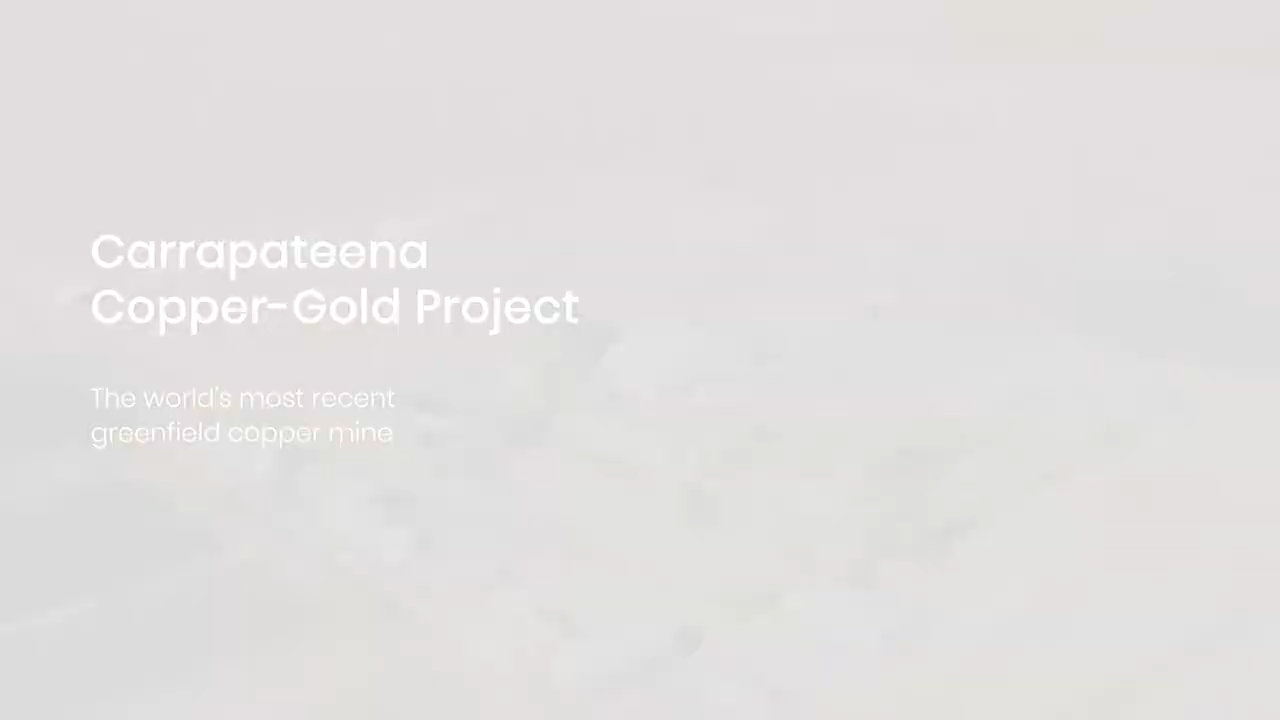 Carrapateena
Copper-Gold Project
The world's most recent
greenfield copper mine